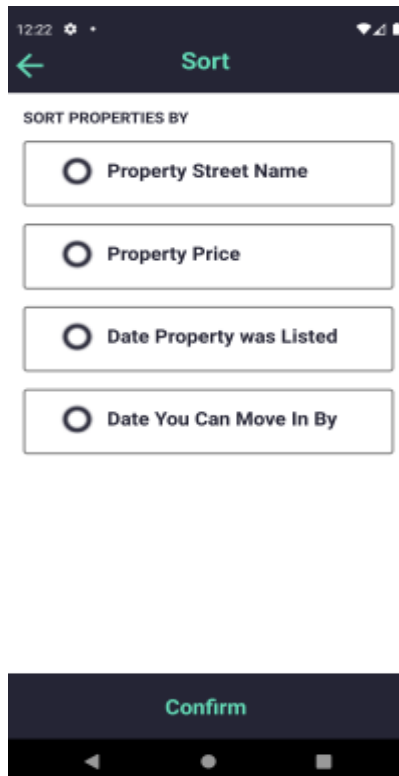 12:22
Sort
SORT PROPERTIES BY
Property Street Name
Property Price
Date Property was Listed
Date You Can Move In By
Confirm